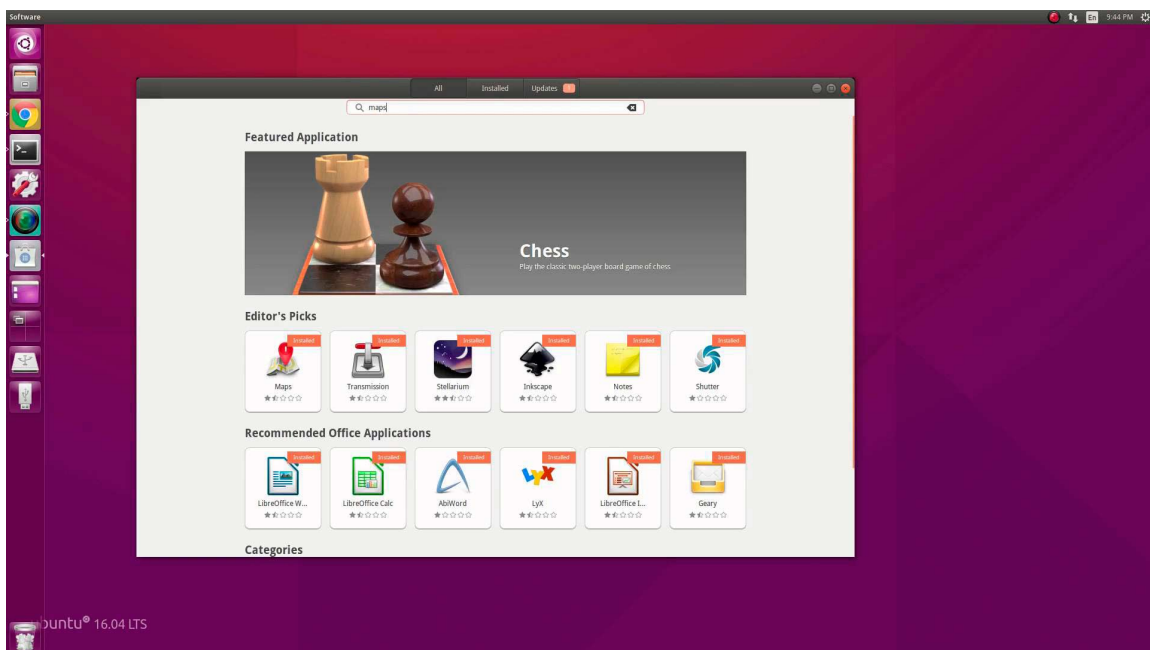 Software
En 9:44 PM
All Installed Updates
maps
Featured Application
Chess
Play the classic two-player board game of chess
Editor's Picks
Installed Installed Installed Installed Installed Installed
Maps Transmission Stellarium Inkscape Notes Shutter
Recommended Office Applications
Installed Installed Installed Installed Installed Installed
LibreOffice W... LibreOffice Calc AbiWord LyX LibreOffice I... Geary
Categories
buntu® 16.04 LTS